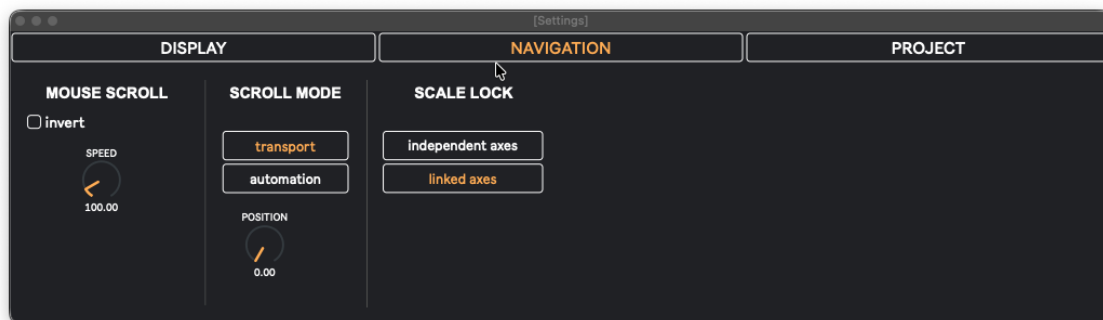 [Settings]
DISPLAY
NAVIGATION
PROJECT
MOUSE SCROLL
invert
SPEED
100.00
SCROLL MODE
transport
automation
POSITION
0.00
SCALE LOCK
independent axes
linked axes